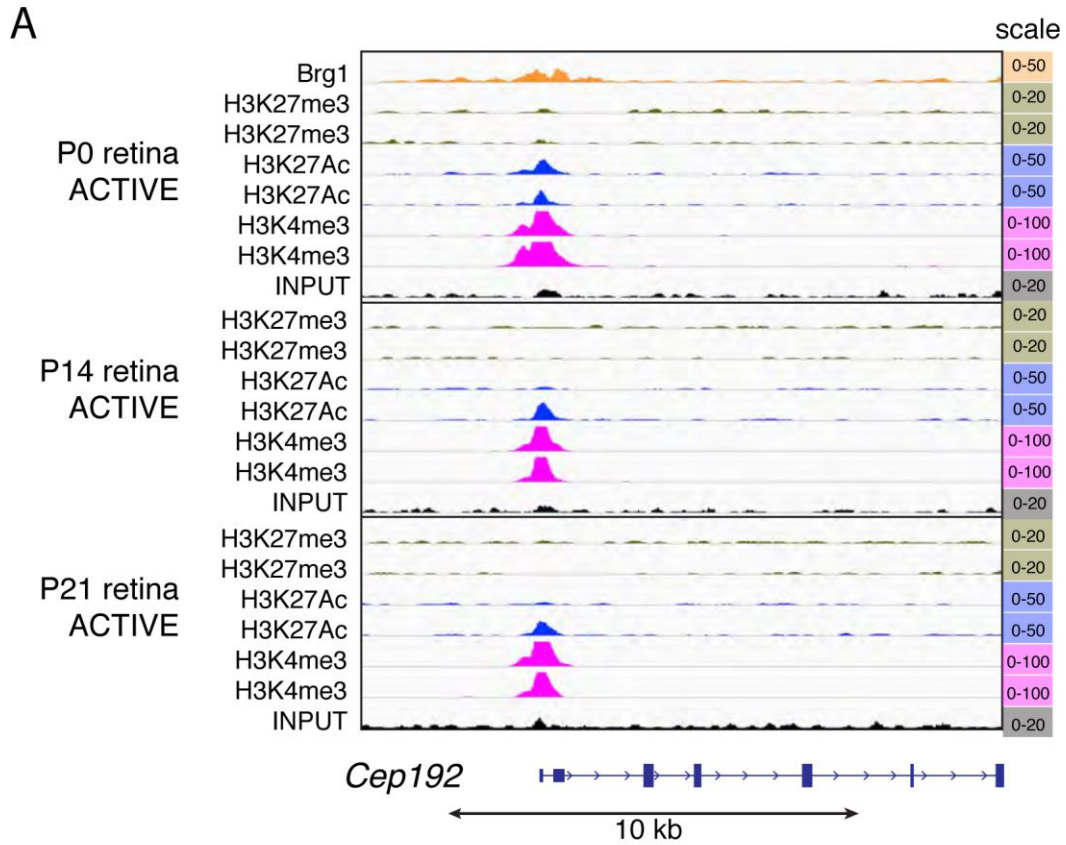 A
scale
Brg1 0-50
H3K27me3 0-20
H3K27me3 0-20
P0 retina
ACTIVE
H3K27Ac 0-50
H3K27Ac 0-50
H3K4me3 0-100
H3K4me3 0-100
INPUT 0-20
H3K27me3 0-20
H3K27me3 0-20
P14 retina
ACTIVE
H3K27Ac 0-50
H3K27Ac 0-50
H3K4me3 0-100
H3K4me3 0-100
INPUT 0-20
H3K27me3 0-20
H3K27me3 0-20
P21 retina
ACTIVE
H3K27Ac 0-50
H3K27Ac 0-50
H3K4me3 0-100
H3K4me3 0-100
INPUT 0-20
Cep192
10 kb